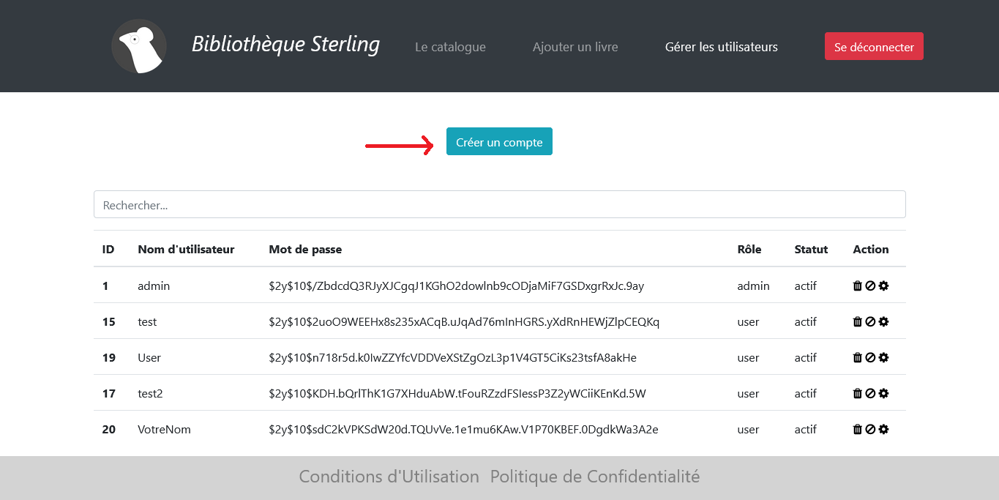 Bibliothèque Sterling Le catalogue Ajouter un livre Gérer les utilisateurs Se déconnecter
Créer un compte
Rechercher...
ID Nom d'utilisateur Mot de passe Rôle Statut Action
1 admin $2y$10$/ZbdcdQ3RJyXJCgqJ1KGhO2dowlnb9cODjaMiF7GSDxgrRxJc.9ay admin actif
15 test $2y$10$2uoO9WEEHx8s235xACqB.uJqAd76mInHGRS.yXdRnHEWjZlpCEQKq user actif
19 User $2y$10$n718r5d.k0IwZZYfcVDDVeXStZgOzL3p1V4GT5CiKs23tsfA8akHe user actif
17 test2 $2y$10$KDH.bQrlThK1G7XHduAbW.tFouRZzdFSIessP3Z2yWCiiKEnKd.5W user actif
20 VotreNom $2y$10$sdC2kVPKSdW20d.TQUvVe.1e1mu6KAw.V1P70KBEF.0DgdkWa3A2e user actif
Conditions d'Utilisation Politique de Confidentialité